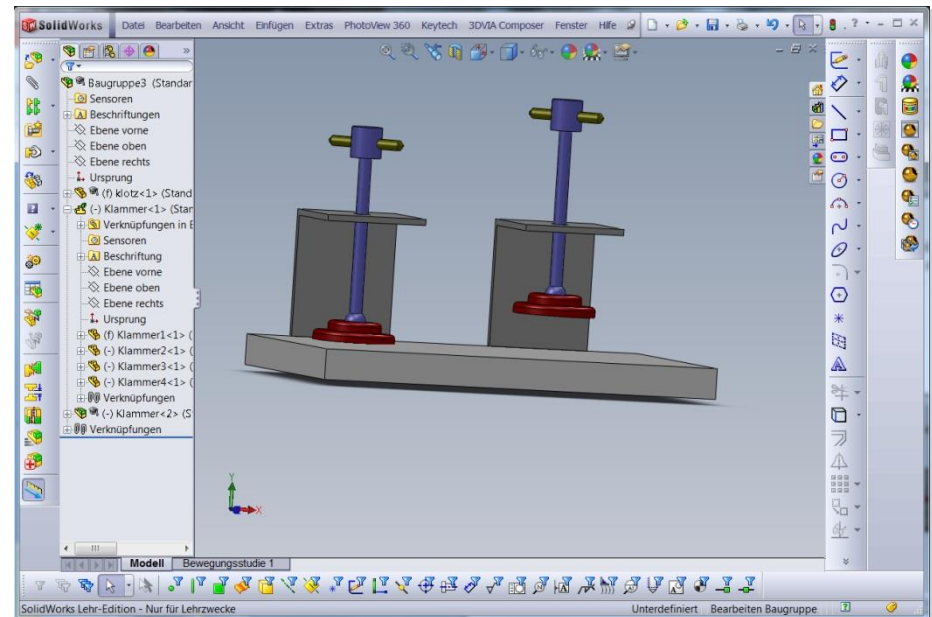 SolidWorks Datei Bearbeiten Ansicht Einfügen Extras PhotoView 360 Keytech 3DVIA Composer Fenster Hilfe
Baugruppe3 (Standar
Sensoren
Beschriftungen
Ebene vorne
Ebene oben
Ebene rechts
Ursprung
(f) klotz<1> (Stand
(-) Klammer<1> (Star
Verknüpfungen in B
Sensoren
Beschriftung
Ebene vorne
Ebene oben
Ebene rechts
Ursprung
(f) Klammer1<1> (
(-) Klammer2<1> (
(-) Klammer3<1> (
(-) Klammer4<1> (
Verknüpfungen
(-) Klammer<2> (S
Verknüpfungen
Y
X
Modell Bewegungsstudie 1
SolidWorks Lehr-Edition - Nur für Lehrzwecke Unterdefiniert Bearbeiten Baugruppe